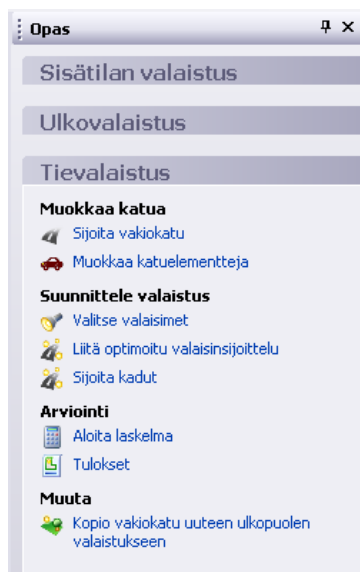 Opas
Sisätilan valaistus
Ulkovalaistus
Tievalaistus
Muokkaa katua
Sijoita vakiokatu
Muokkaa katuelementteja
Suunnittele valaistus
Valitse valaisimet
Liitä optimoitu valaisinsijoittelu
Sijoita kadut
Arviointi
Aloita laskelma
Tulokset
Muuta
Kopio vakiokatu uuteen ulkopuolen
valaistukseen